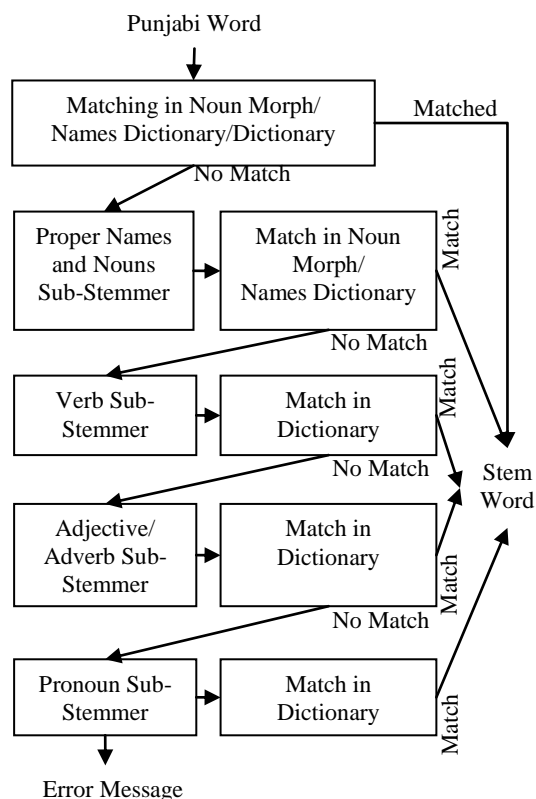 Punjabi Word
Matching in Noun Morph/
Names Dictionary/Dictionary
Matched
No Match
Proper Names
and Nouns
Sub-Stemmer
Match in Noun
Morph/
Names Dictionary
Match
No Match
Verb Sub-
Stemmer
Match in
Dictionary
Match
No Match
Stem
Word
Adjective/
Adverb Sub-
Stemmer
Match in
Dictionary
Match
No Match
Pronoun Sub-
Stemmer
Match in
Dictionary
Match
Error Message